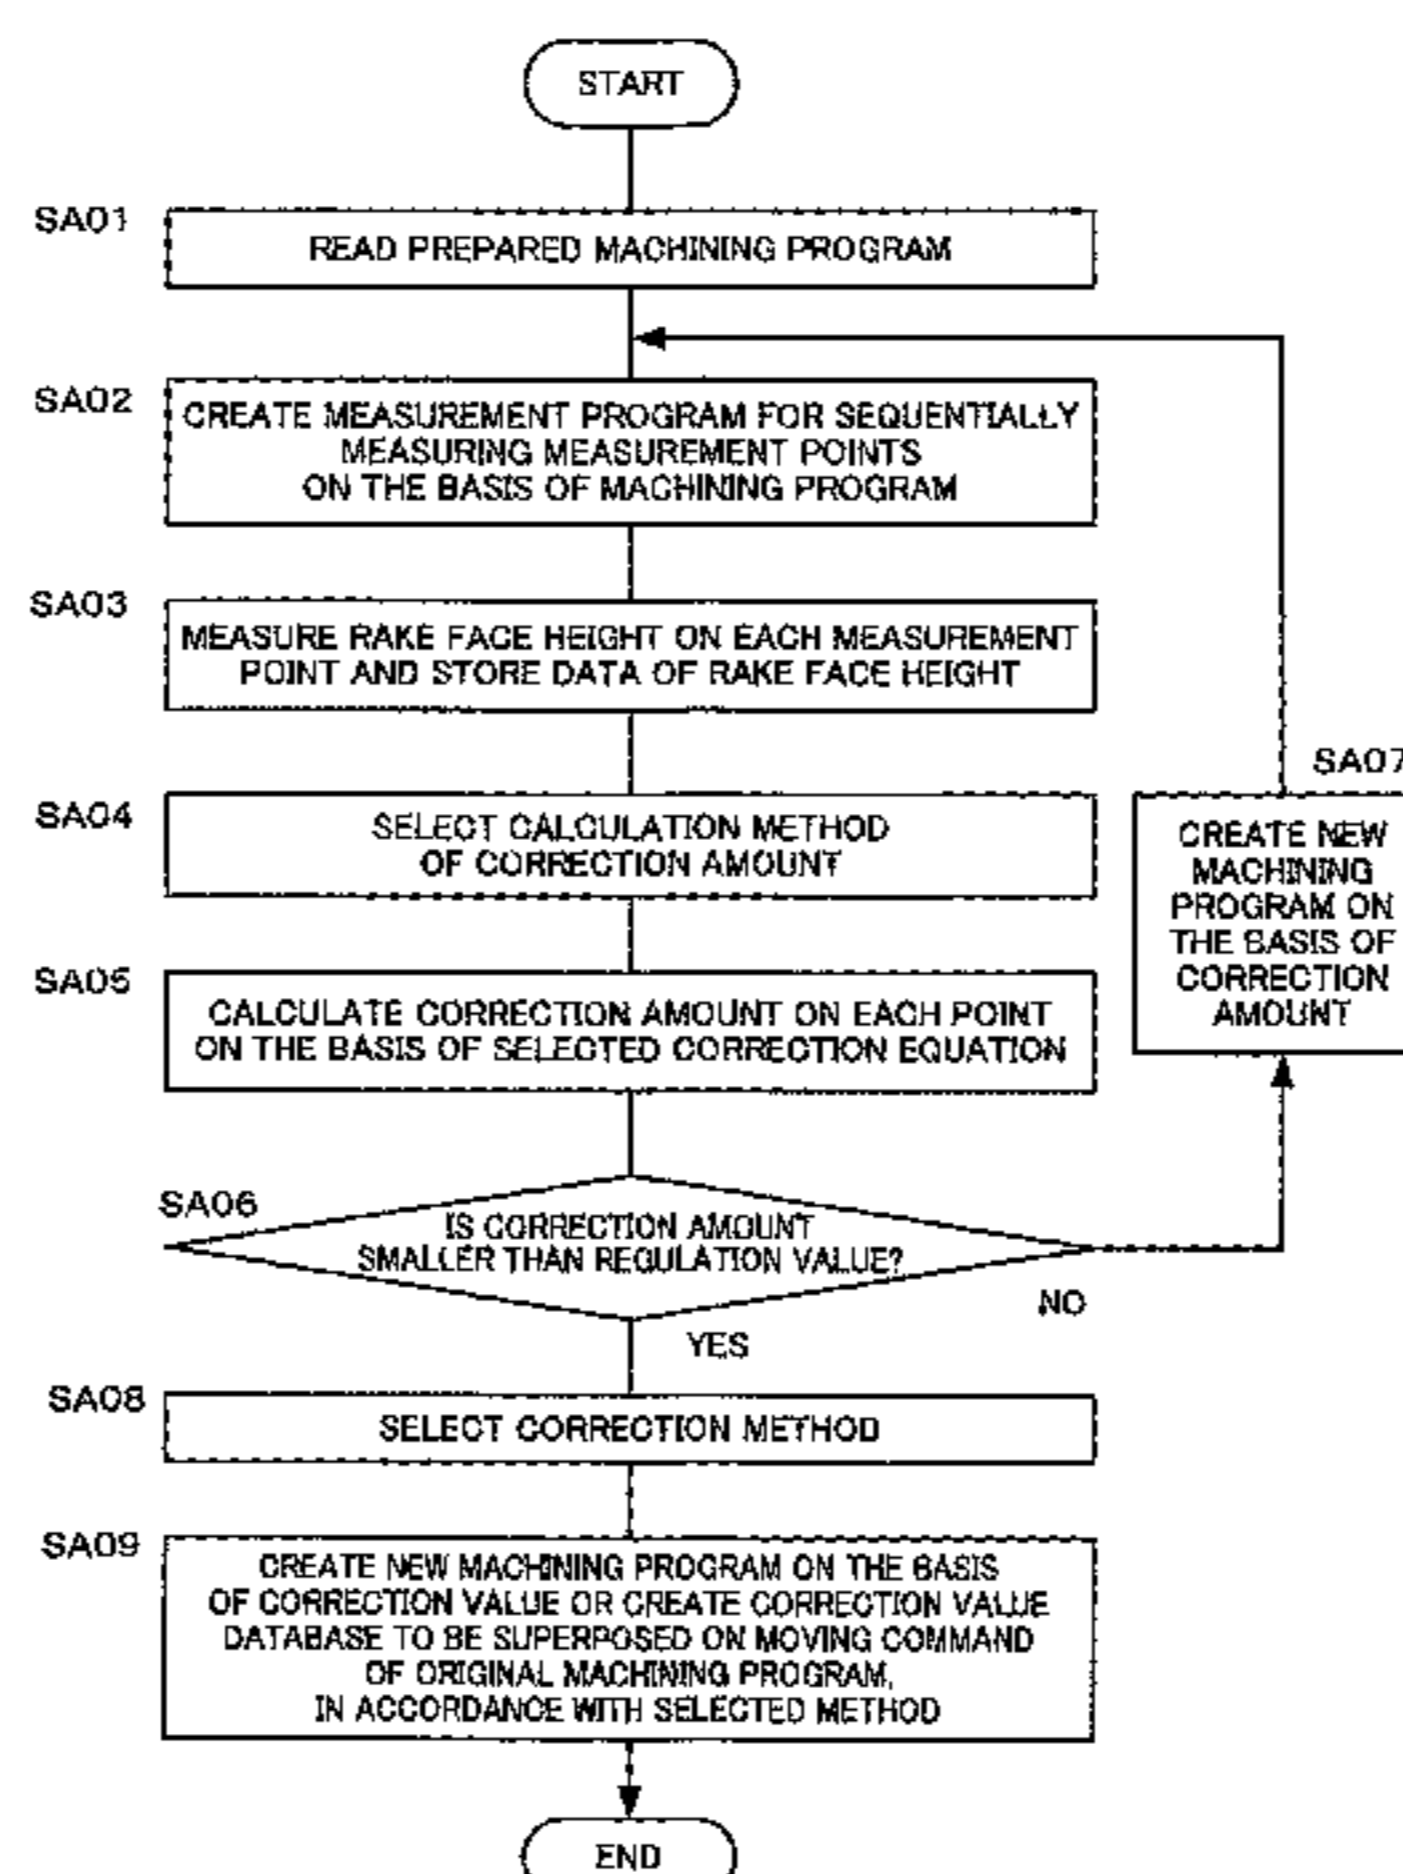 START
SA01
READ PREPARED MACHINING PROGRAM
SA02
CREATE MEASUREMENT PROGRAM FOR SEQUENTIALLY
MEASURING MEASUREMENT POINTS
ON THE BASIS OF MACHINING PROGRAM
SA03
MEASURE RAKE FACE HEIGHT ON EACH MEASUREMENT
POINT AND STORE DATA OF RAKE FACE HEIGHT
SA04
SELECT CALCULATION METHOD
OF CORRECTION AMOUNT
SA05
CALCULATE CORRECTION AMOUNT ON EACH POINT
ON THE BASIS OF SELECTED CORRECTION EQUATION
SA06
IS CORRECTION AMOUNT
SMALLER THAN REGULATION VALUE?
NO
YES
SA07
CREATE NEW
MACHINING
PROGRAM ON
THE BASIS OF
CORRECTION
AMOUNT
SA08
SELECT CORRECTION METHOD
SA09
CREATE NEW MACHINING PROGRAM ON THE BASIS
OF CORRECTION VALUE OR CREATE CORRECTION VALUE
DATABASE TO BE SUPERPOSED ON MOVING COMMAND
OF ORIGINAL MACHINING PROGRAM,
IN ACCORDANCE WITH SELECTED METHOD
END